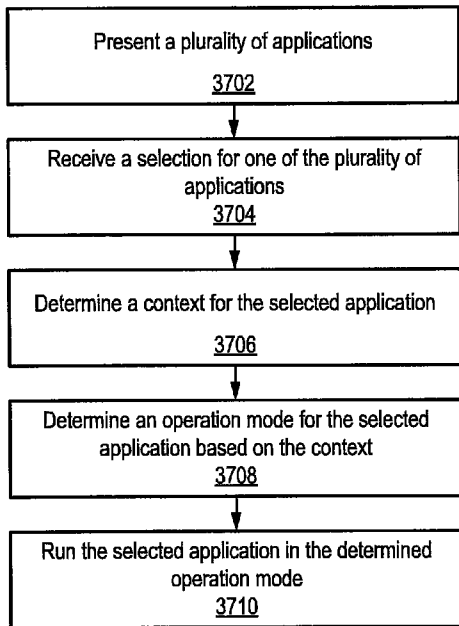 Present a plurality of applications
3702
Receive a selection for one of the plurality of
applications
3704
Determine a context for the selected application
3706
Determine an operation mode for the selected
application based on the context
3708
Run the selected application in the determined
operation mode
3710